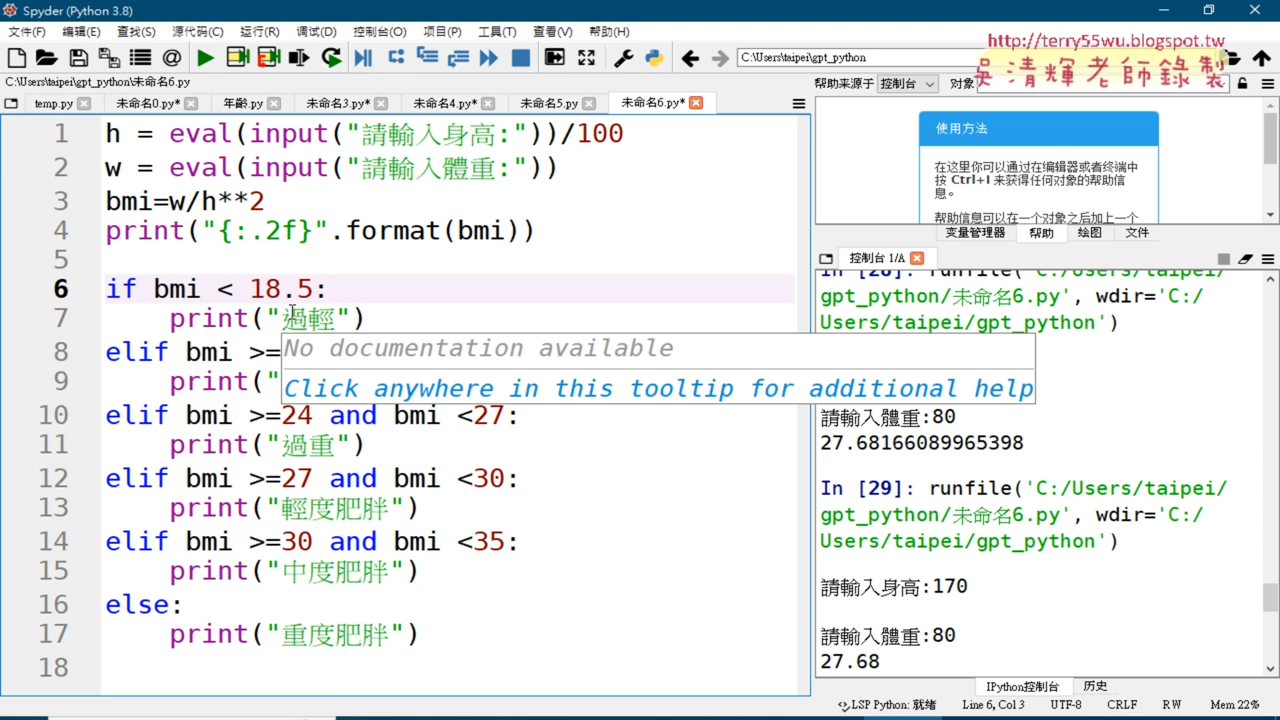 Spyder (Python 3.8)
文件(F) 编辑(E) 查找(S) 源代码(C) 运行(R) 调试(D) 控制台(O) 项目(P) 工具(T) 查看(V) 帮助(H)
http://terry55wu.blogspot.tw
吳清輝老師錄製
C:\Users\taipei\gpt_python
C:\Users\taipei\gpt_python\未命名6.py
temp.py 未命名0.py* 年齡.py 未命名3.py* 未命名4.py* 未命名5.py 未命名6.py*
1 h = eval(input("請輸入身高:"))/100
2 w = eval(input("請輸入體重:"))
3 bmi=w/h**2
4 print("{:.2f}".format(bmi))
5
6 if bmi < 18.5:
7 print("過輕")
8 elif bmi >=
9 print("
10 elif bmi >=24 and bmi <27:
11 print("過重")
12 elif bmi >=27 and bmi <30:
13 print("輕度肥胖")
14 elif bmi >=30 and bmi <35:
15 print("中度肥胖")
16 else:
17 print("重度肥胖")
18
No documentation available
Click anywhere in this tooltip for additional help
帮助来源于 控制台 对象
使用方法
在这里你可以通过在编辑器或者终端中
按 Ctrl+I 来获得任何对象的帮助信
息。
帮助信息可以在一个对象之后加上一个
变量管理器 帮助 绘图 文件
控制台 1/A
In [28]: runfile('C:/Users/taipei/
gpt_python/未命名6.py', wdir='C:/
Users/taipei/gpt_python')
請輸入體重:80
27.68166089965398
In [29]: runfile('C:/Users/taipei/
gpt_python/未命名6.py', wdir='C:/
Users/taipei/gpt_python')
請輸入身高:170
請輸入體重:80
27.68
IPython控制台 历史
LSP Python: 就绪 Line 6, Col 3 UTF-8 CRLF RW Mem 22%